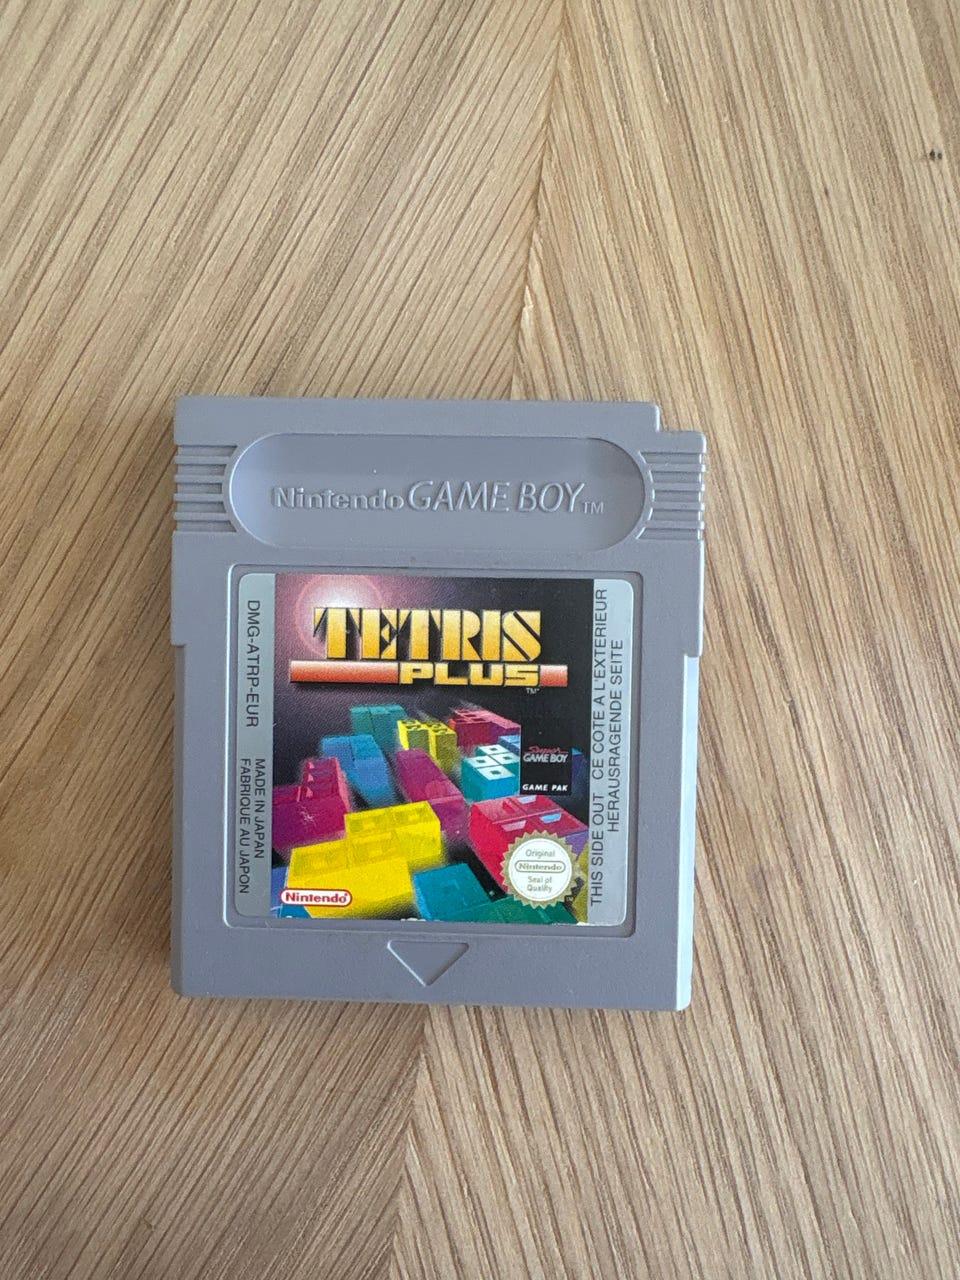 Nintendo GAME BOY TM
TETRIS
PLUS
TM
DMG-ATRP-EUR
MADE IN JAPAN
FABRIQUE AU JAPON
Super
GAME BOY
GAME PAK
THIS SIDE OUT CE COTE A L'EXTERIEUR
HERAUSRAGENDE SEITE
Original
Nintendo
Seal of
Quality
TM
Nintendo